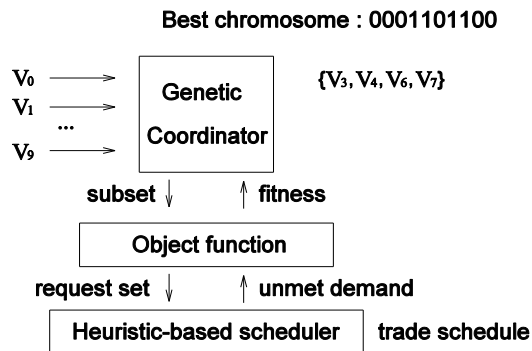 Best chromosome : 0001101100
V0
V1
...
V9
Genetic
Coordinator
{V3, V4, V6, V7}
subset
fitness
Object function
request set
unmet demand
Heuristic-based scheduler
trade schedule